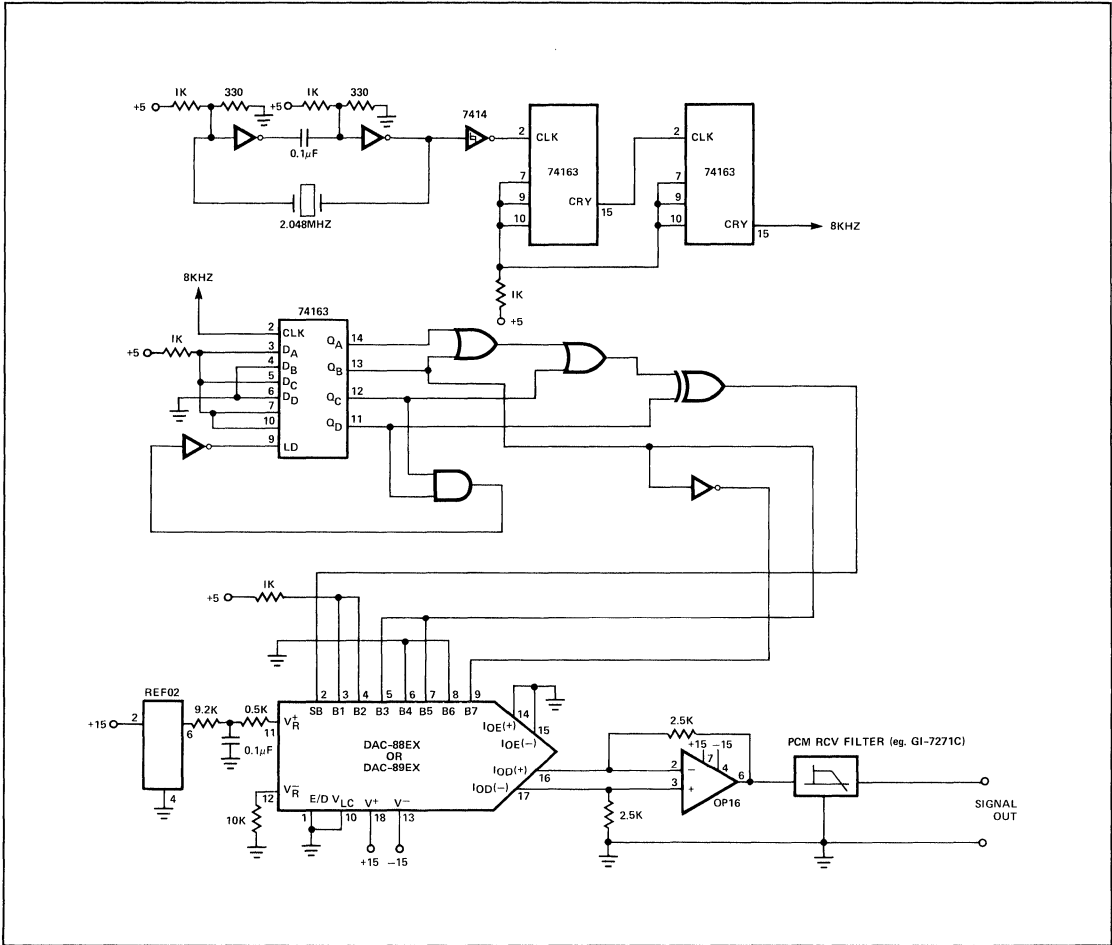 +5
1K
330
+5
1K
330
0.1µF
2.048MHZ
7414
2
CLK
7
9
10
74163
CRY
15
2
CLK
7
9
10
74163
CRY
15
8KHZ
1K
+5
8KHZ
74163
+5
1K
2 CLK
3 DA
4 DB
5 DC
6 DD
7
10
9 LD
QA 14
QB 13
QC 12
QD 11
+5
1K
REF02
+15
2
6
4
9.2K
0.5K
0.1µF
2 3 4 5 6 7 8 9
SB B1 B2 B3 B4 B5 B6 B7
11
VR+
12
VR−
10K
DAC-88EX
OR
DAC-89EX
E/D VLC V+ V−
1 10 18 13
+15 −15
IOE(+)
14
IOE(−)
15
IOD(+)
16
IOD(−)
17
2.5K
+15 −15
7
4
2
−
3
+
6
OP16
2.5K
PCM RCV FILTER (eg. GI-7271C)
SIGNAL
OUT